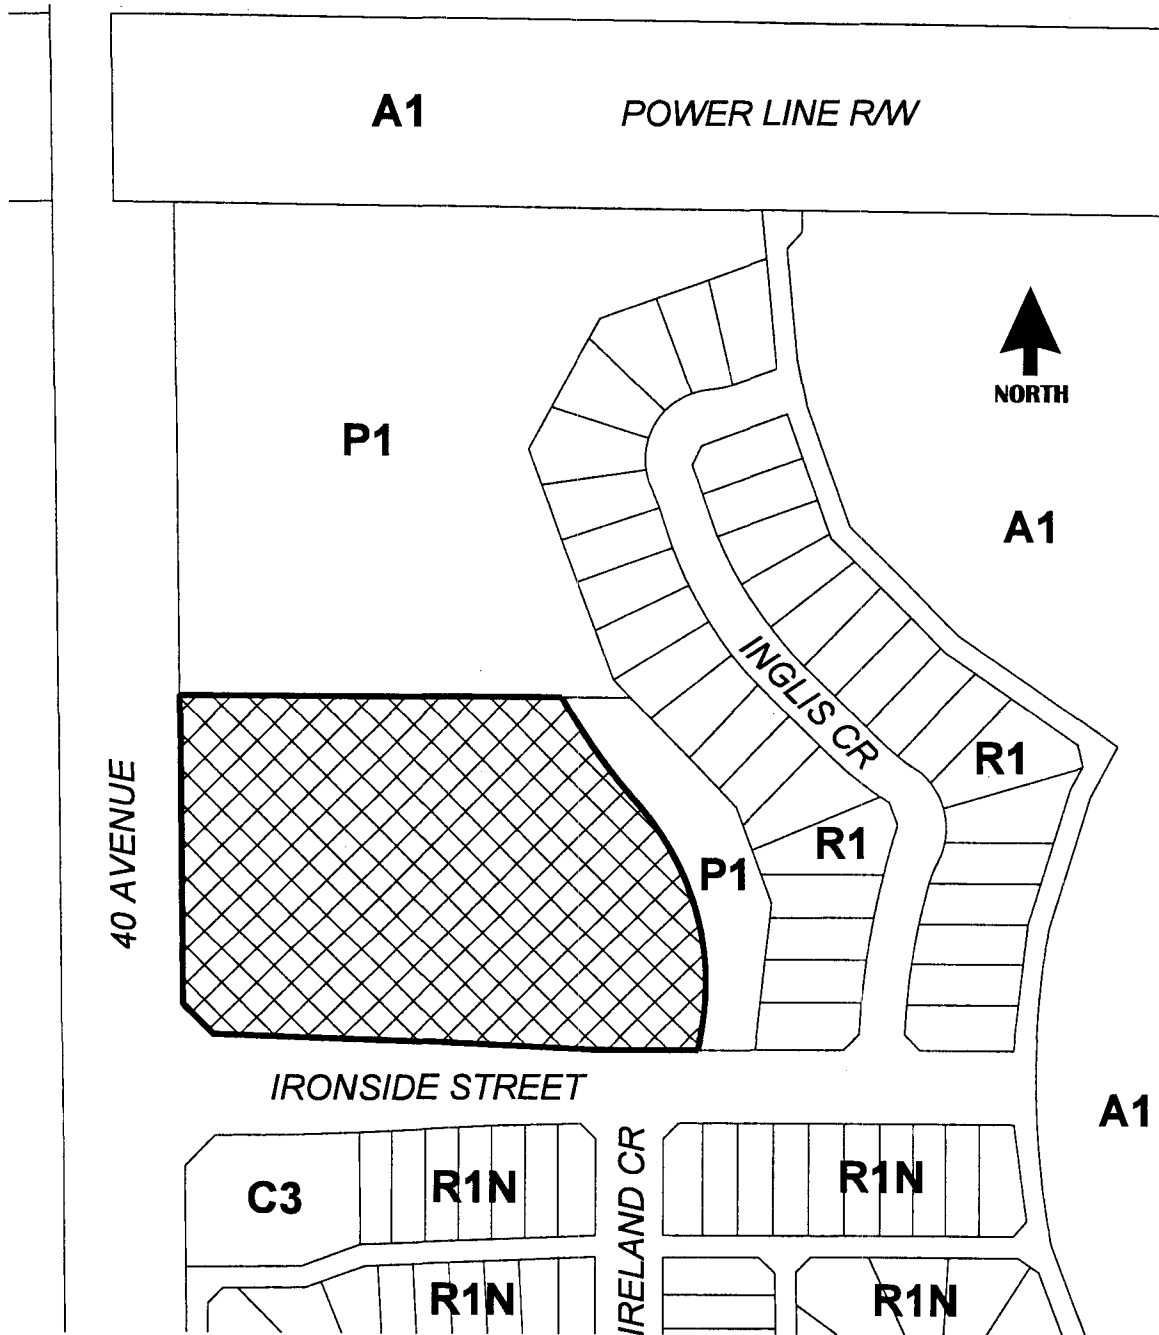 A1
POWER LINE R/W
NORTH
P1
A1
INGLIS CR
R1
40 AVENUE
R1
P1
IRONSIDE STREET
A1
C3
R1N
IRELAND CR
R1N
R1N
R1N